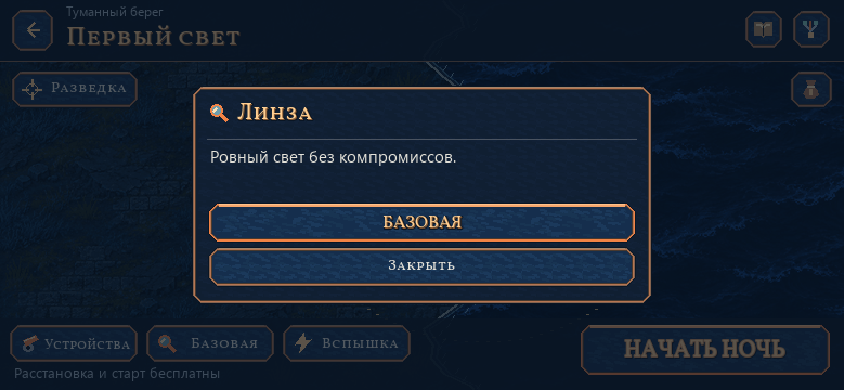 Туманный берег
Первый свет
Разведка
Линза
Ровный свет без компромиссов.
БАЗОВАЯ
Закрыть
Устройства
Базовая
Вспышка
НАЧАТЬ НОЧЬ
Расстановка и старт бесплатны